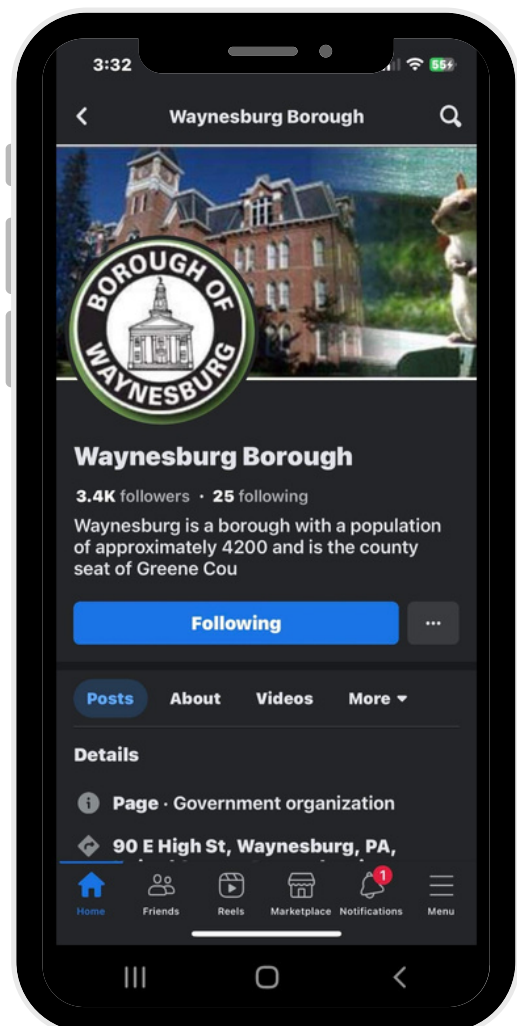 3:32
55
Waynesburg Borough
BOROUGH OF
WAYNESBURG
Waynesburg Borough
3.4K followers · 25 following
Waynesburg is a borough with a population
of approximately 4200 and is the county
seat of Greene Cou
Following
Posts About Videos More
Details
Page · Government organization
90 E High St, Waynesburg, PA,
1
Home Friends Reels Marketplace Notifications Menu